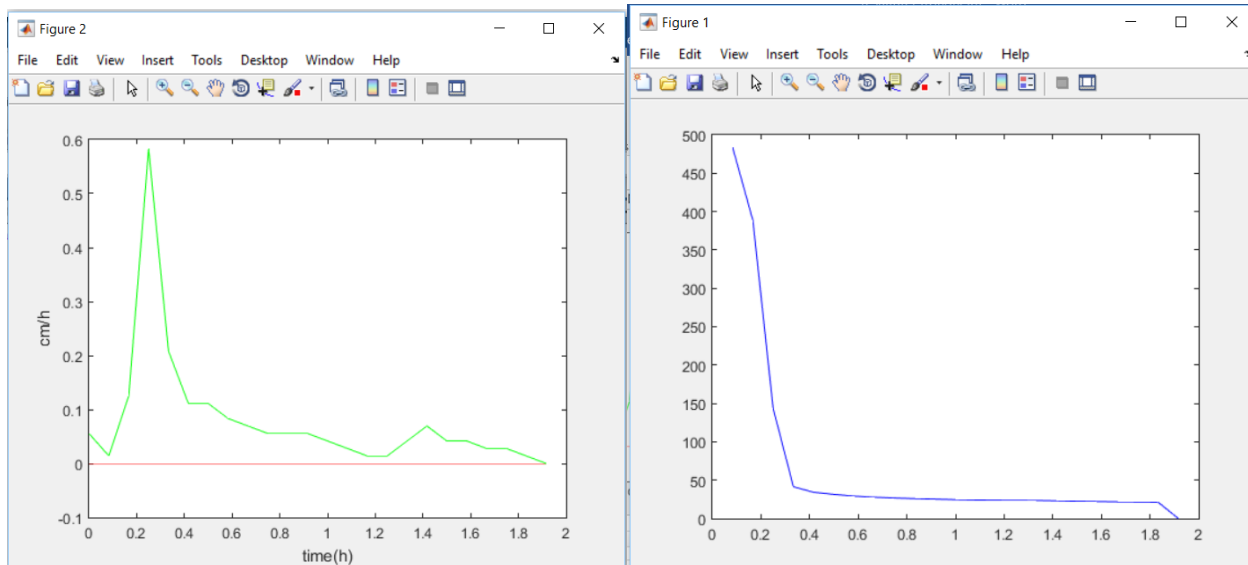 Figure 2
File Edit View Insert Tools Desktop Window Help
0.6
0.5
0.4
0.3
0.2
0.1
0
-0.1
cm/h
0 0.2 0.4 0.6 0.8 1 1.2 1.4 1.6 1.8 2
time(h)
Figure 1
File Edit View Insert Tools Desktop Window Help
500
450
400
350
300
250
200
150
100
50
0
0 0.2 0.4 0.6 0.8 1 1.2 1.4 1.6 1.8 2